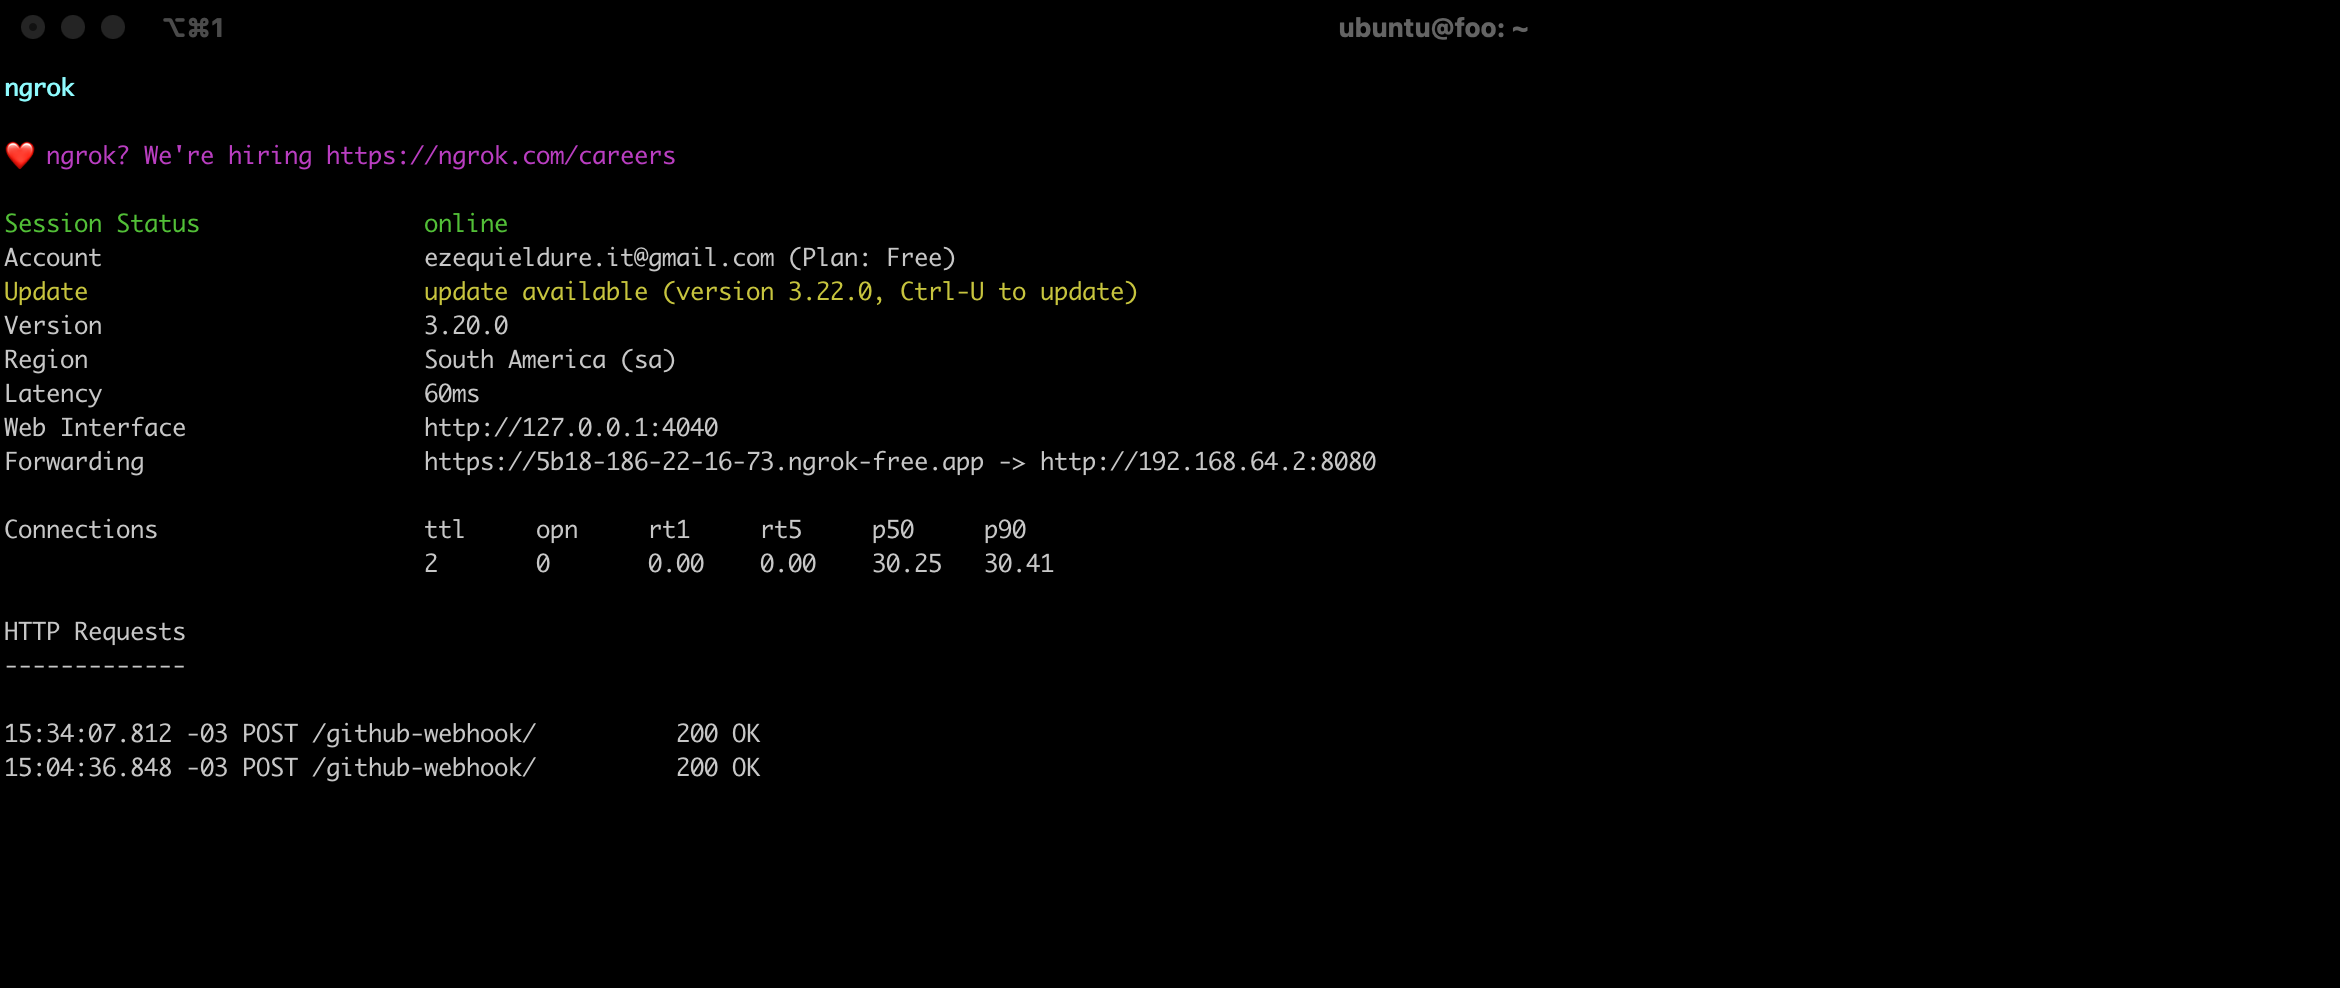 ⌥⌘1 ubuntu@foo: ~
ngrok
❤️ ngrok? We're hiring https://ngrok.com/careers
Session Status online
Account ezequieldure.it@gmail.com (Plan: Free)
Update update available (version 3.22.0, Ctrl-U to update)
Version 3.20.0
Region South America (sa)
Latency 60ms
Web Interface http://127.0.0.1:4040
Forwarding https://5b18-186-22-16-73.ngrok-free.app -> http://192.168.64.2:8080
Connections ttl opn rt1 rt5 p50 p90
2 0 0.00 0.00 30.25 30.41
HTTP Requests
-------------
15:34:07.812 -03 POST /github-webhook/ 200 OK
15:04:36.848 -03 POST /github-webhook/ 200 OK